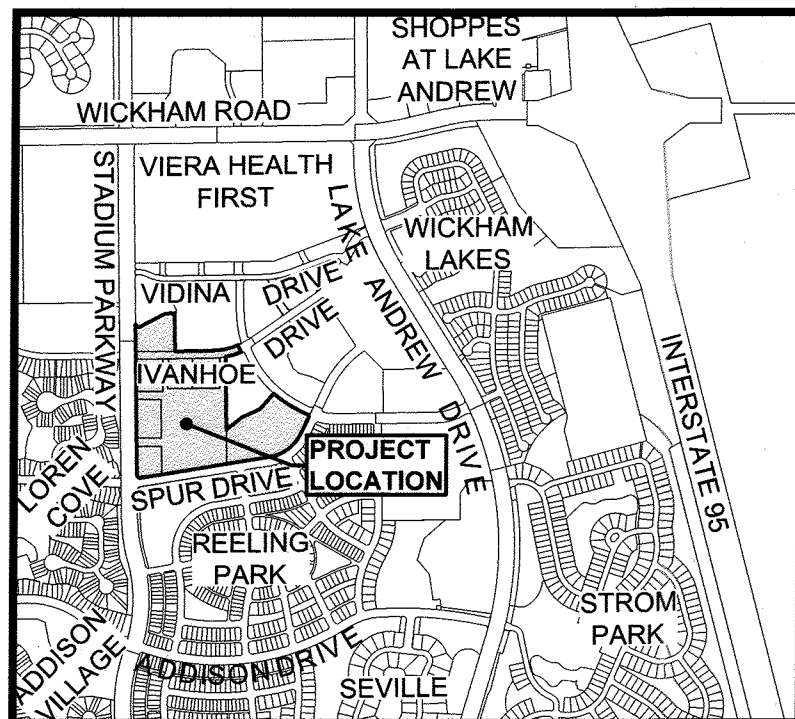 SHOPPES
AT LAKE
ANDREW
WICKHAM ROAD
STADIUM PARKWAY
VIERA HEALTH
FIRST
LAKE ANDREW DRIVE
WICKHAM
LAKES
VIDINA DRIVE
IVANHOE DRIVE
INTERSTATE 95
PROJECT
LOCATION
LOREN
COVE
SPUR DRIVE
REELING
PARK
STROM
PARK
ADDISON
VILLAGE
ADDISON DRIVE
SEVILLE